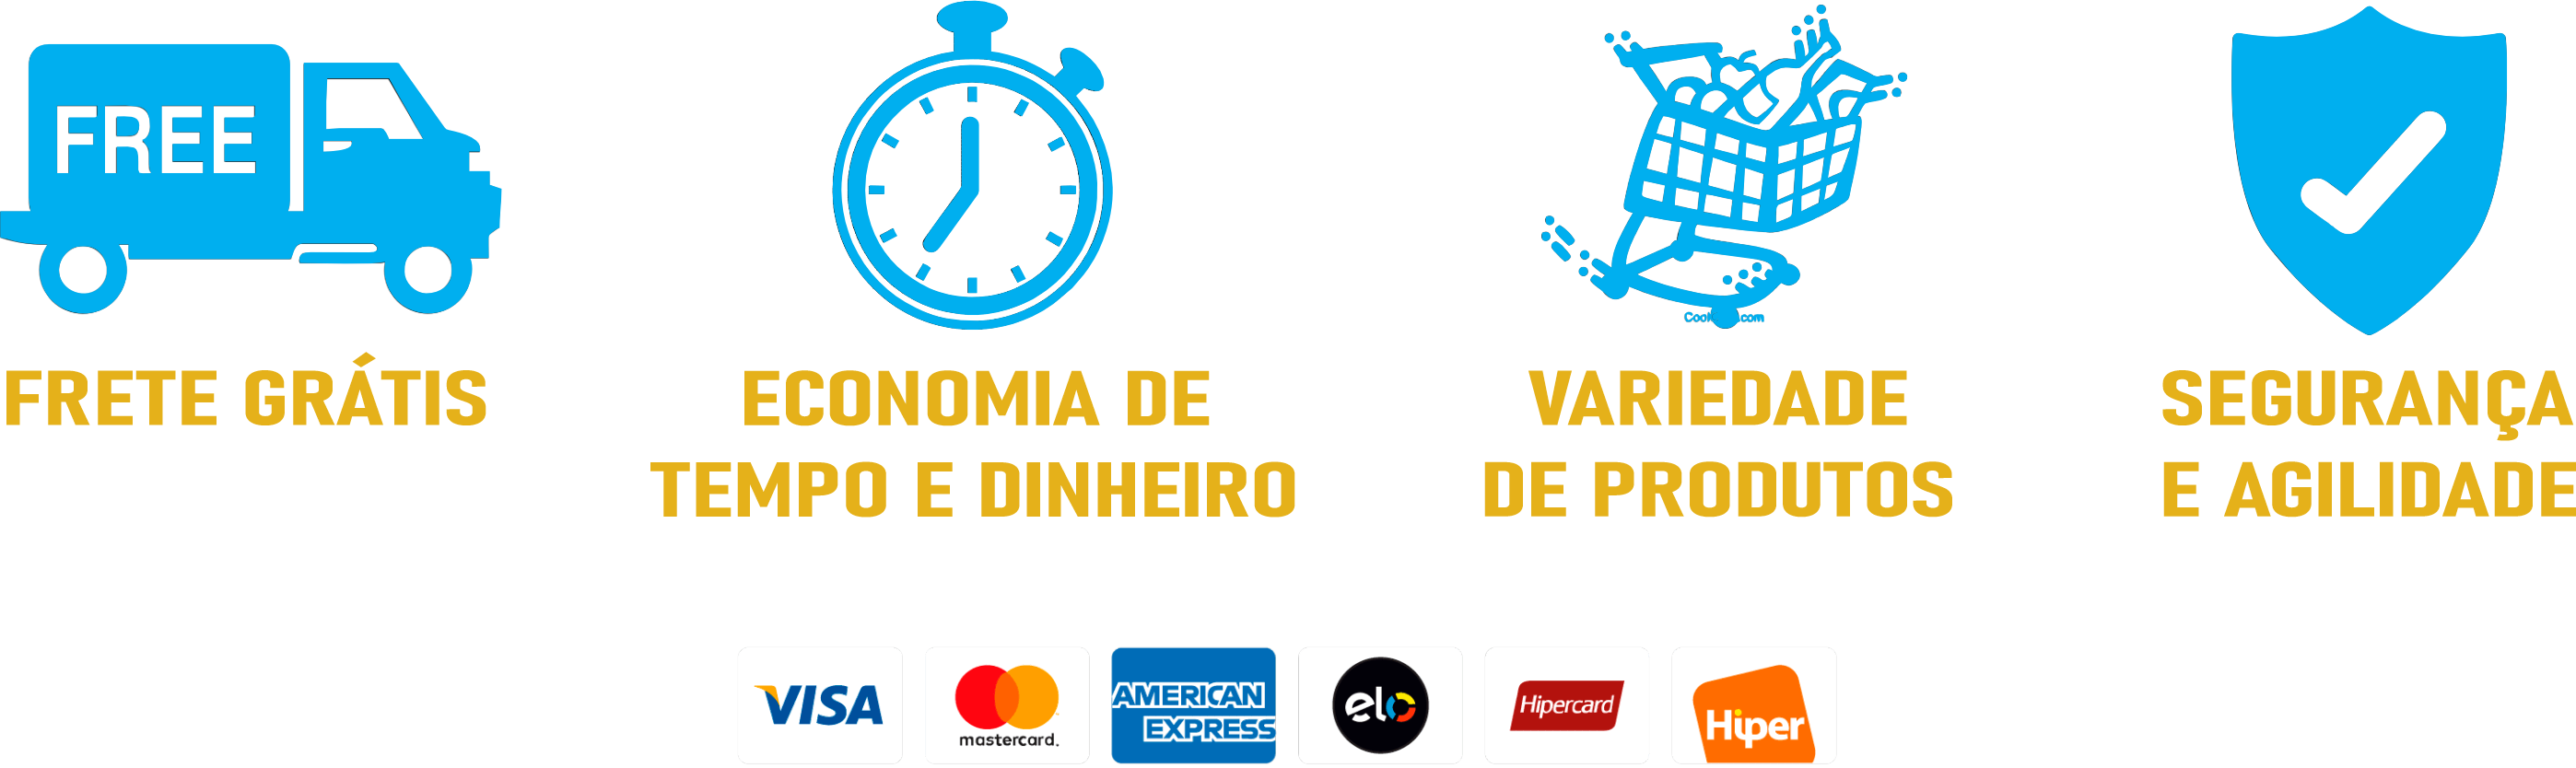 FREE
FRETE GRÁTIS
ECONOMIA DE
TEMPO E DINHEIRO
VARIEDADE
DE PRODUTOS
SEGURANÇA
E AGILIDADE
VISA
mastercard.
AMERICAN
EXPRESS
elo
Hipercard
Hiper